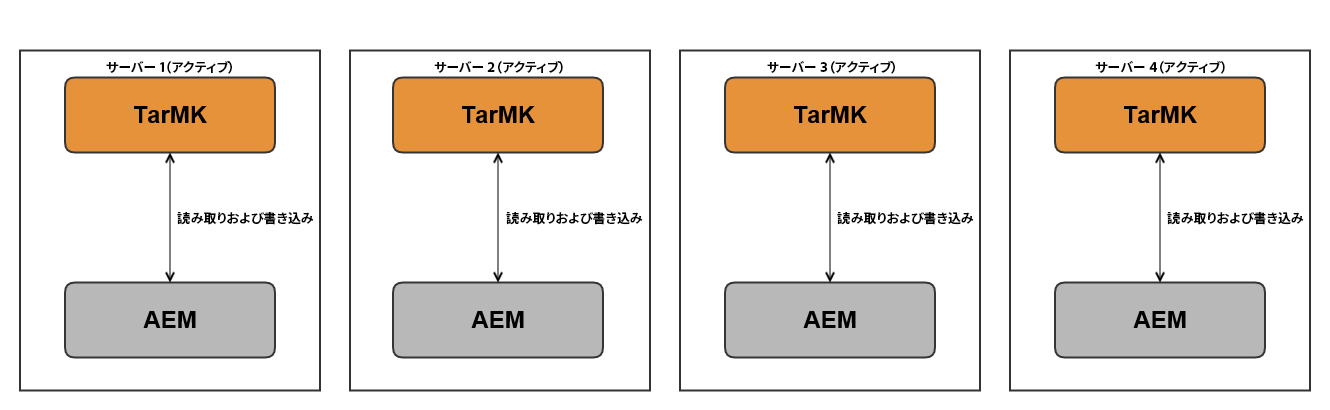 サーバー 1（アクティブ）
TarMK
読み取りおよび書き込み
AEM
サーバー 2（アクティブ）
TarMK
読み取りおよび書き込み
AEM
サーバー 3（アクティブ）
TarMK
読み取りおよび書き込み
AEM
サーバー 4（アクティブ）
TarMK
読み取りおよび書き込み
AEM